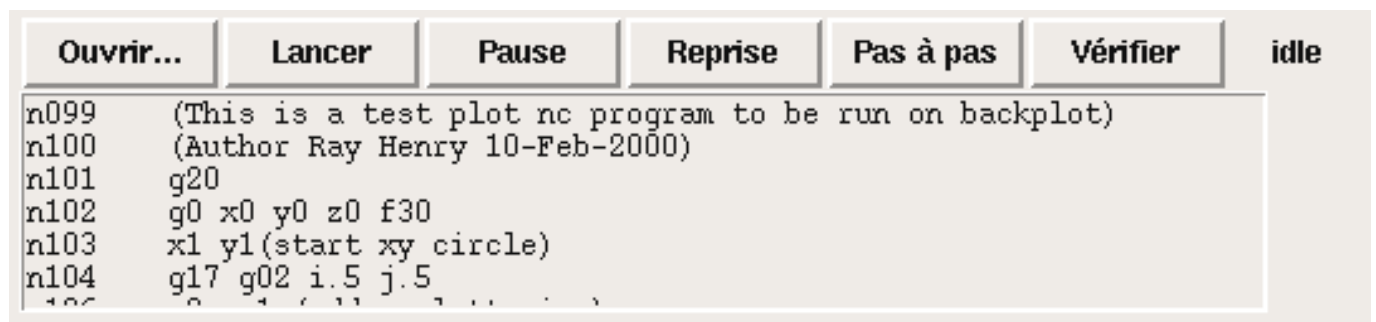 Ouvrir... Lancer Pause Reprise Pas à pas Vérifier idle
n099 (This is a test plot nc program to be run on backplot)
n100 (Author Ray Henry 10-Feb-2000)
n101 g20
n102 g0 x0 y0 z0 f30
n103 x1 y1(start xy circle)
n104 g17 g02 i.5 j.5